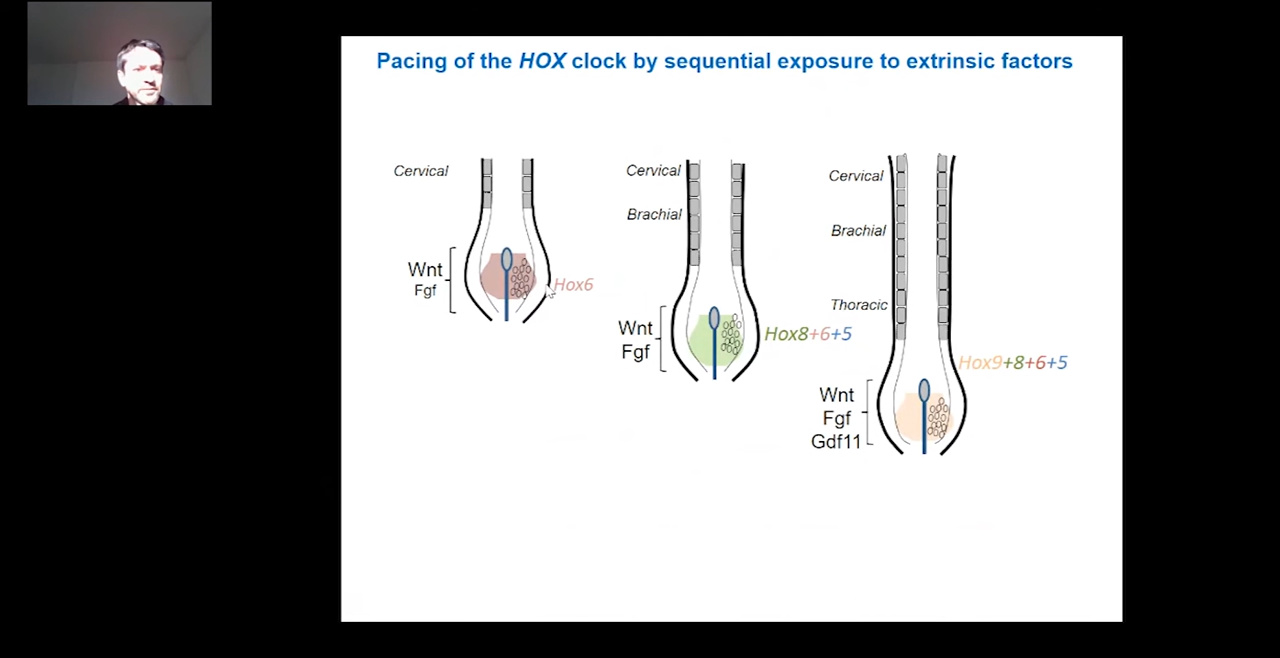 Pacing of the HOX clock by sequential exposure to extrinsic factors
Cervical
Wnt
Fgf
Hox6
Cervical
Brachial
Wnt
Fgf
Hox8+6+5
Cervical
Brachial
Thoracic
Hox9+8+6+5
Wnt
Fgf
Gdf11